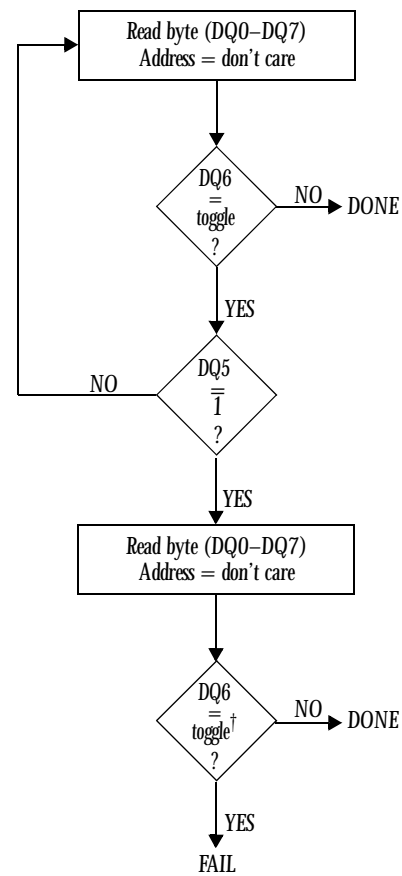 Read byte (DQ0–DQ7)
Address = don't care
DQ6
=
toggle
?
NO
DONE
YES
DQ5
=
1
?
NO
YES
Read byte (DQ0–DQ7)
Address = don't care
DQ6
=
toggle†
?
NO
DONE
YES
FAIL